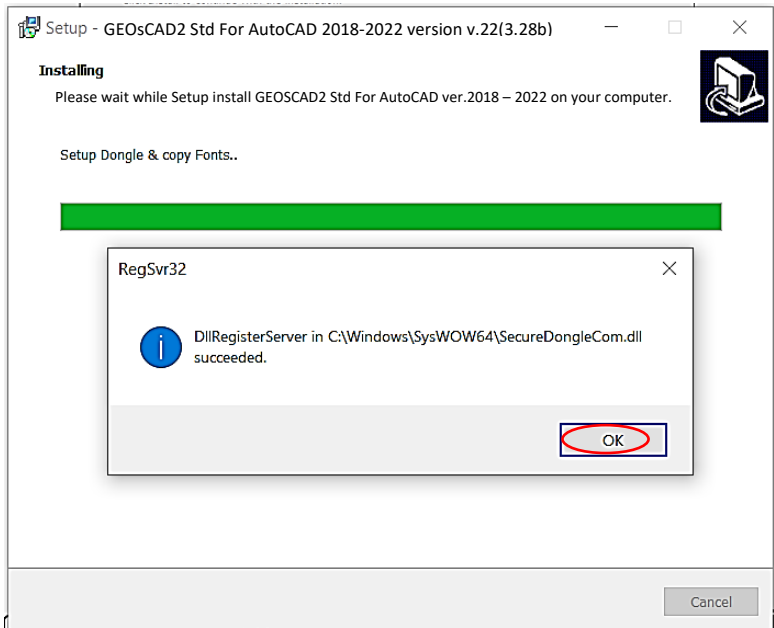 Setup - GEOsCAD2 Std For AutoCAD 2018-2022 version v.22(3.28b)
Installing
Please wait while Setup install GEOSCAD2 Std For AutoCAD ver.2018 – 2022 on your computer.
Setup Dongle & copy Fonts..
RegSvr32
DllRegisterServer in C:\Windows\SysWOW64\SecureDongleCom.dll
succeeded.
OK
Cancel